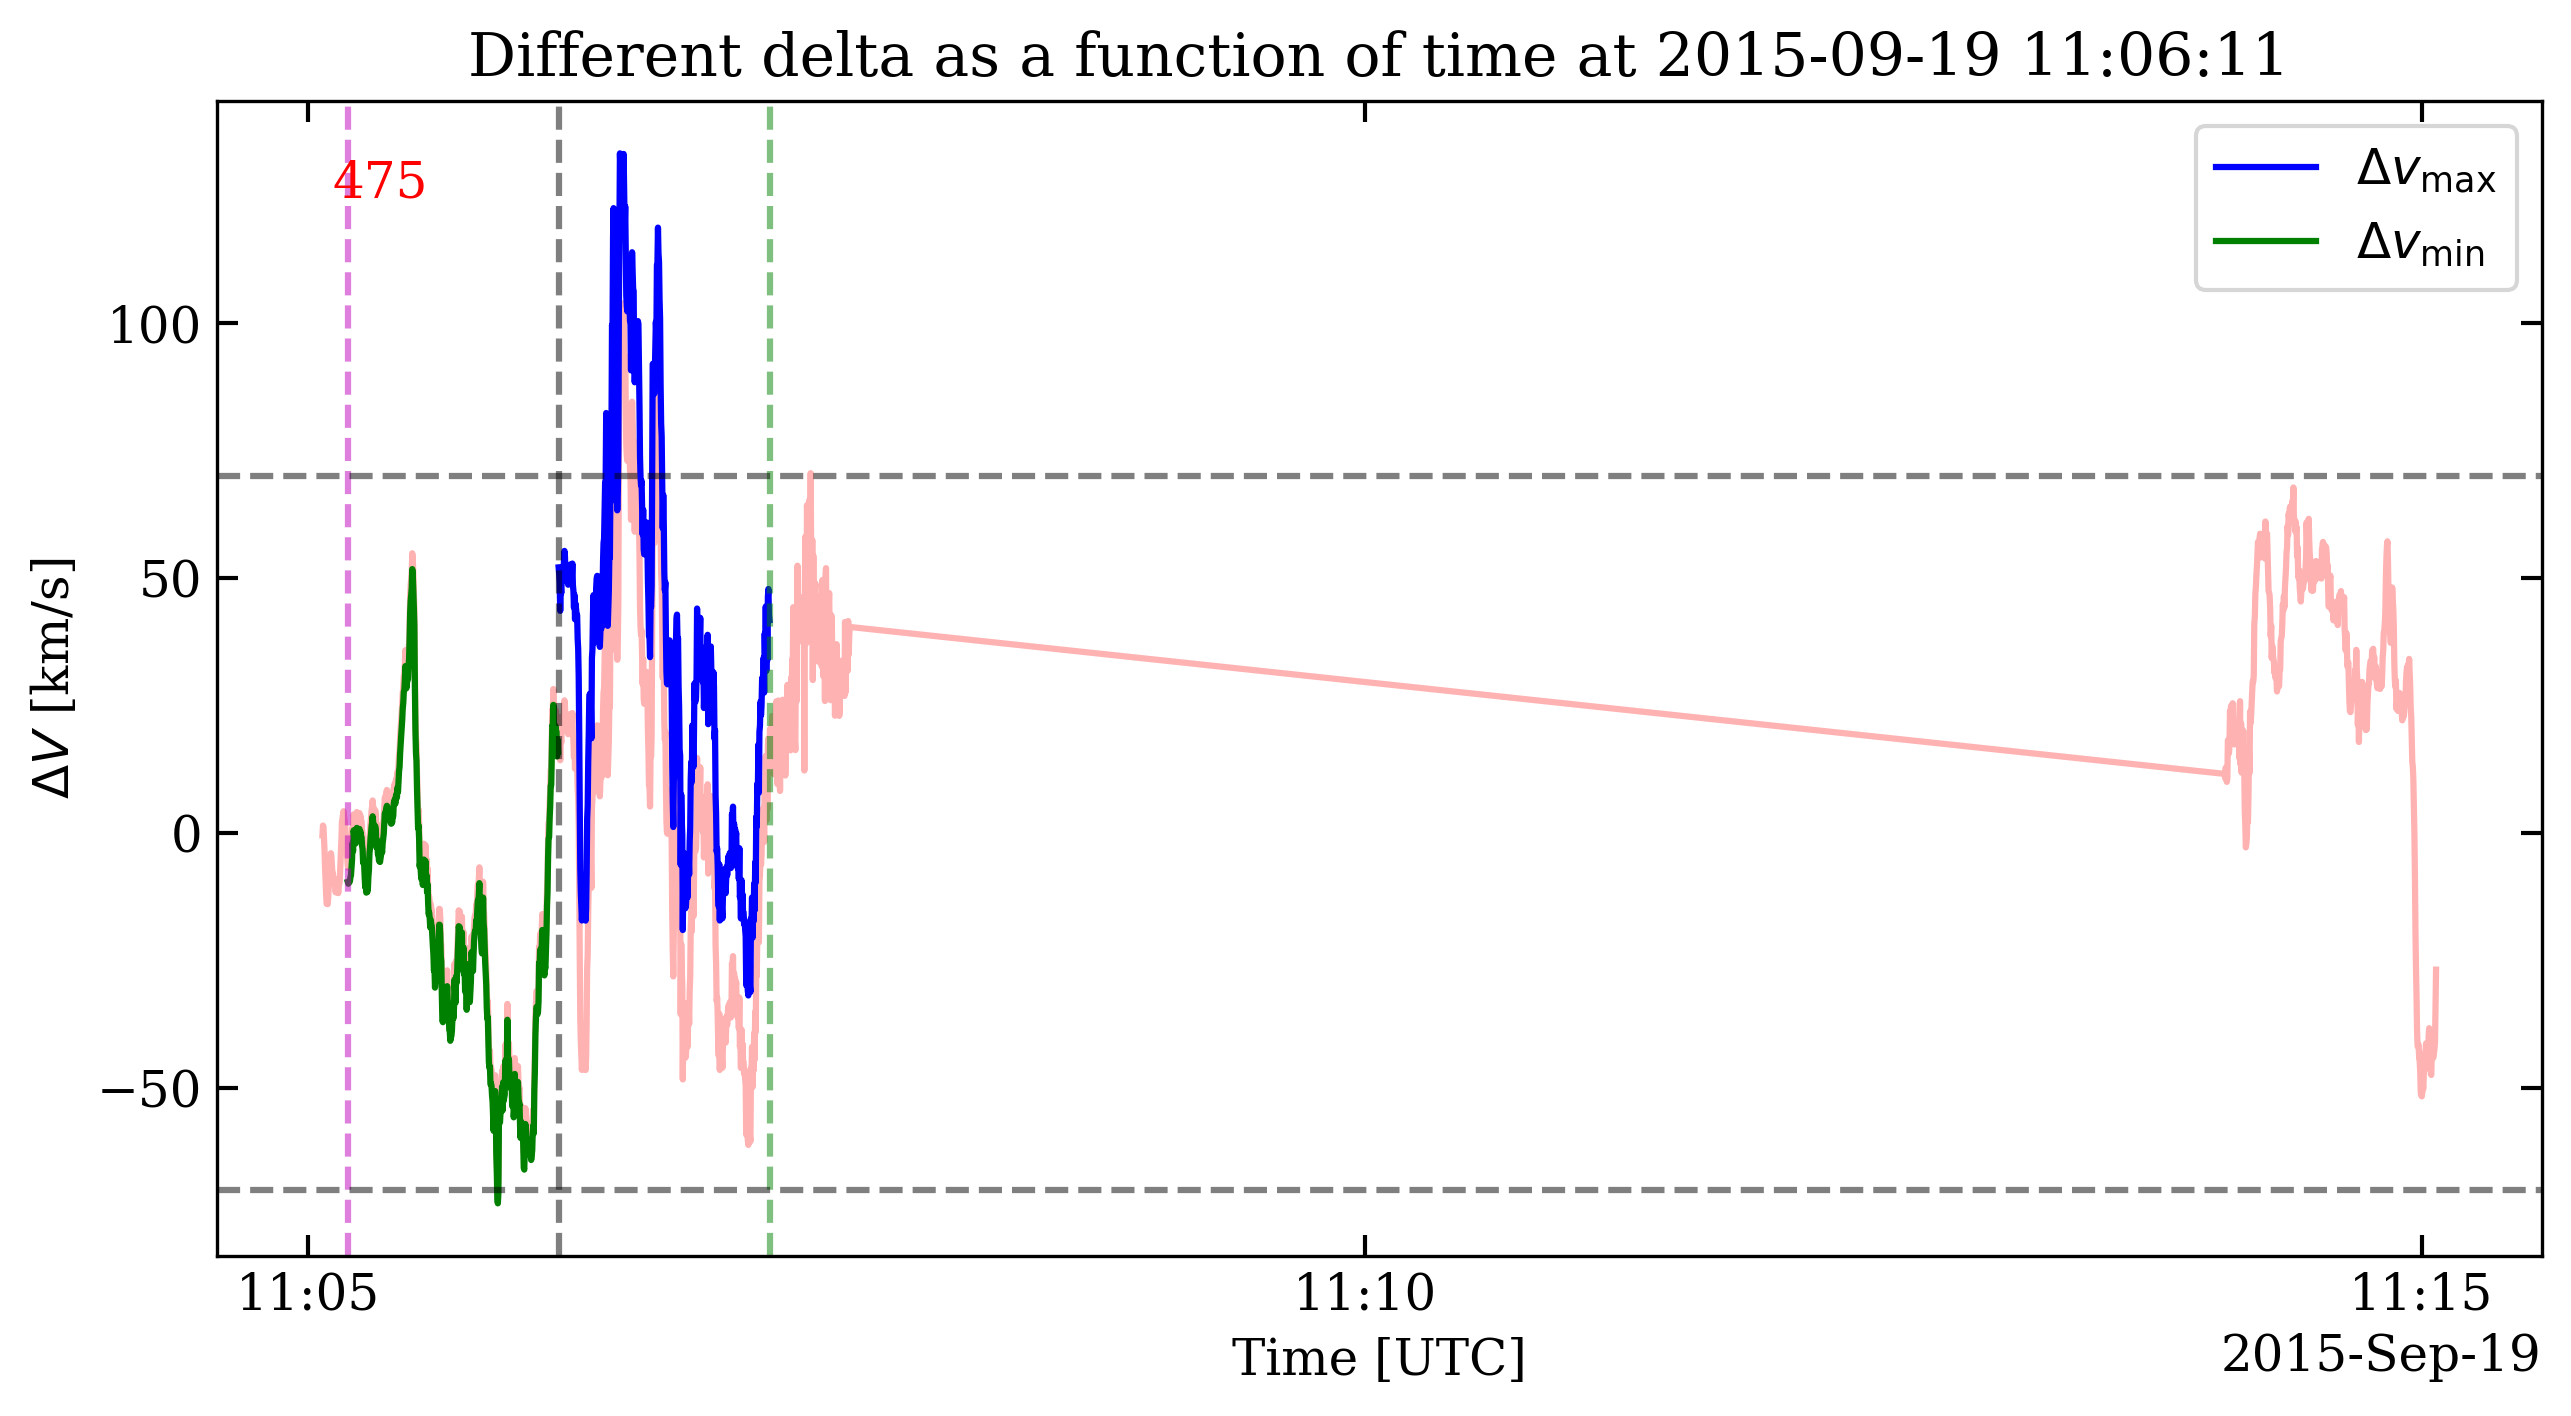 Different delta as a function of time at 2015-09-19 11:06:11
475
Δv_max
Δv_min
100
50
0
−50
ΔV [km/s]
11:05
11:10
11:15
Time [UTC]
2015-Sep-19